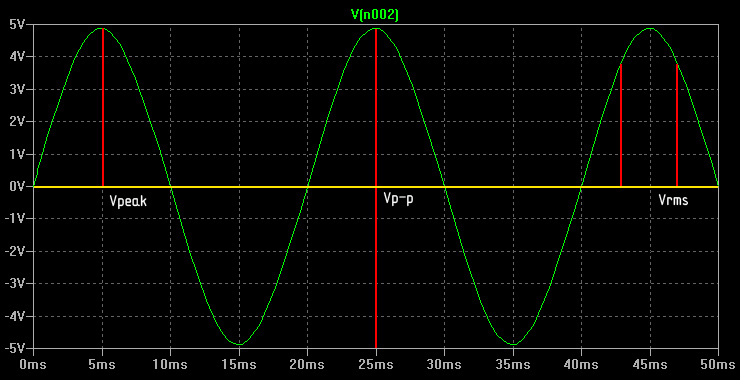 V(n002)
5V
4V
3V
2V
1V
0V
-1V
-2V
-3V
-4V
-5V
Vpeak
Vp-p
Vrms
0ms 5ms 10ms 15ms 20ms 25ms 30ms 35ms 40ms 45ms 50ms